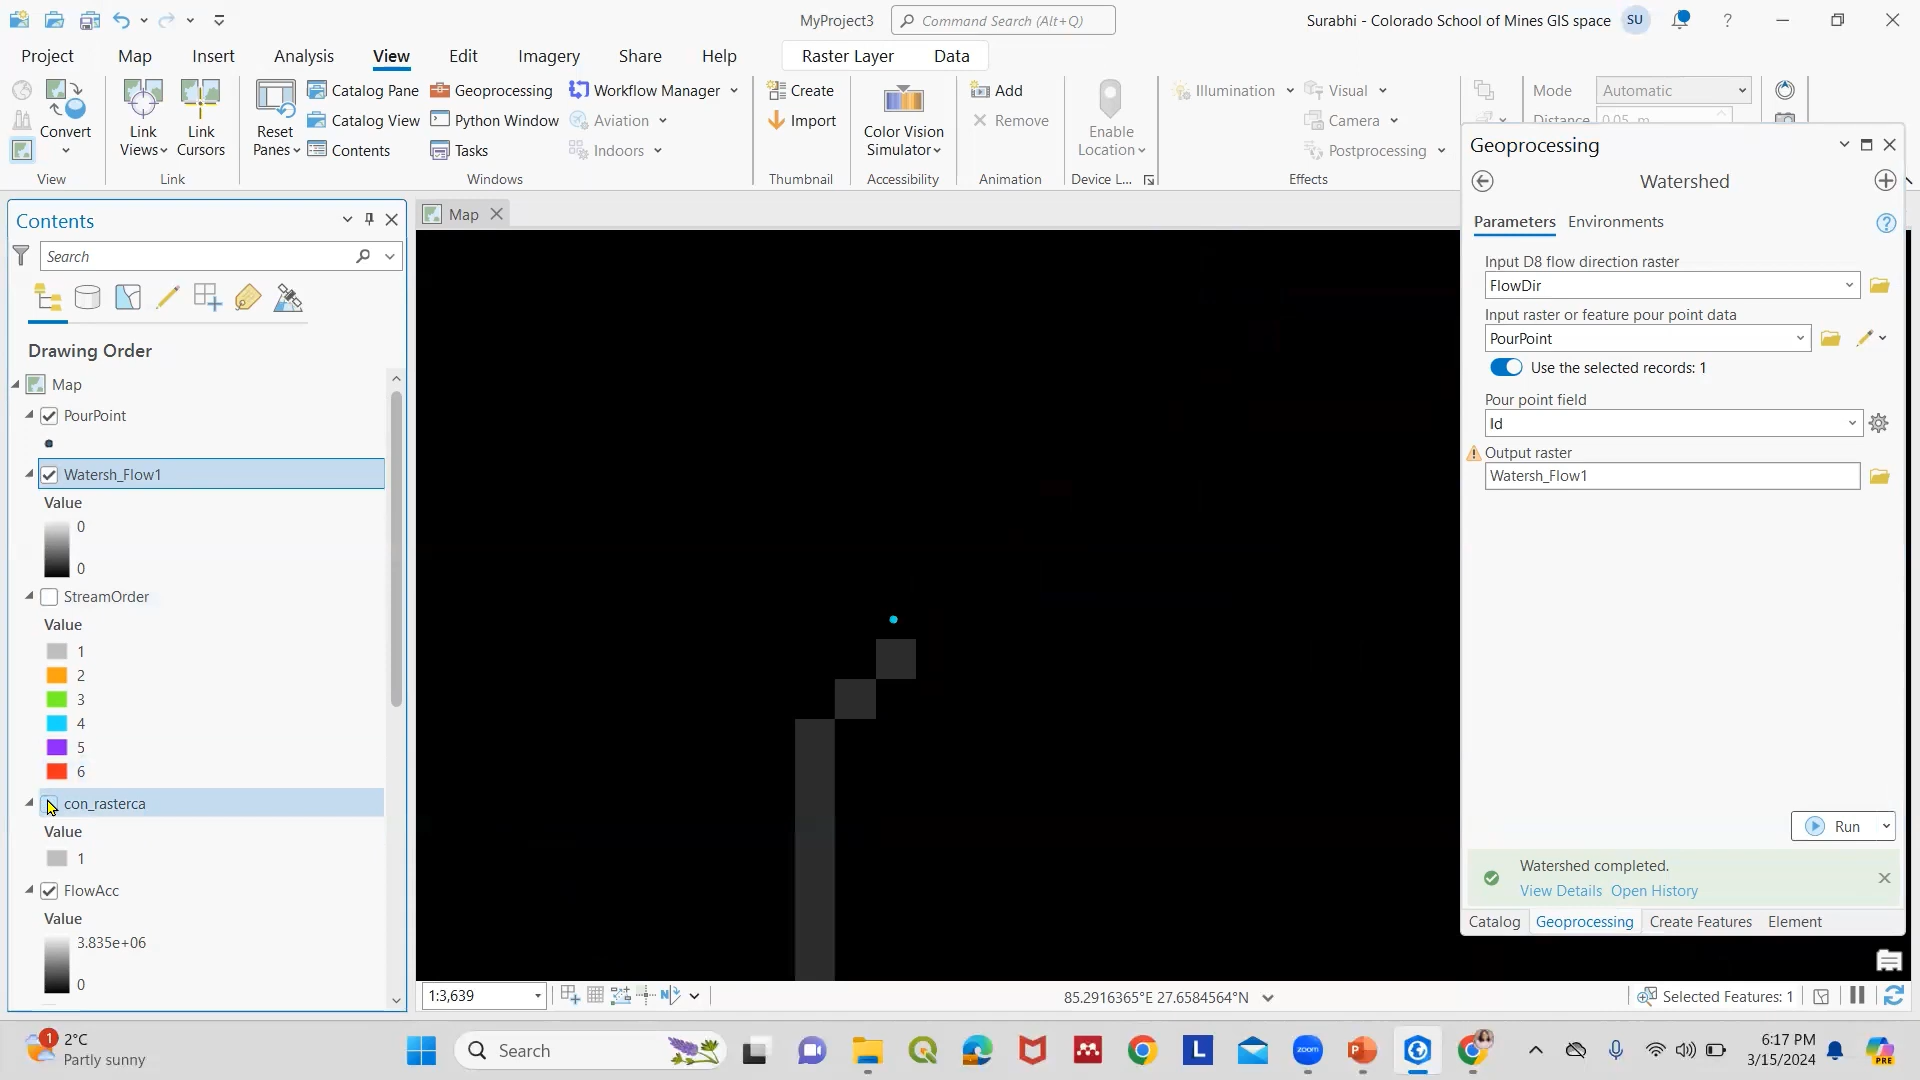 MyProject3
Command Search (Alt+Q)
Surabhi - Colorado School of Mines GIS space
SU
Project
Map
Insert
Analysis
View
Edit
Imagery
Share
Help
Raster Layer
Data
Convert
View
Link Views
Link Cursors
Link
Reset Panes
Catalog Pane
Catalog View
Contents
Geoprocessing
Python Window
Tasks
Workflow Manager
Aviation
Indoors
Windows
Create
Import
Thumbnail
Color Vision Simulator
Accessibility
Add
Remove
Animation
Enable Location
Device L...
Illumination
Visual
Camera
Postprocessing
Effects
Mode
Automatic
Distance
0.05 m
Contents
Search
Drawing Order
Map
PourPoint
Watersh_Flow1
Value
0
0
StreamOrder
Value
1
2
3
4
5
6
con_rasterca
Value
1
FlowAcc
Value
3.835e+06
0
Map
1:3,639
85.2916365°E 27.6584564°N
Selected Features: 1
Geoprocessing
Watershed
Parameters
Environments
Input D8 flow direction raster
FlowDir
Input raster or feature pour point data
PourPoint
Use the selected records: 1
Pour point field
Id
Output raster
Watersh_Flow1
Run
Watershed completed.
View Details
Open History
Catalog
Geoprocessing
Create Features
Element
1
2°C
Partly sunny
Search
zoom
L
6:17 PM
3/15/2024
PRE